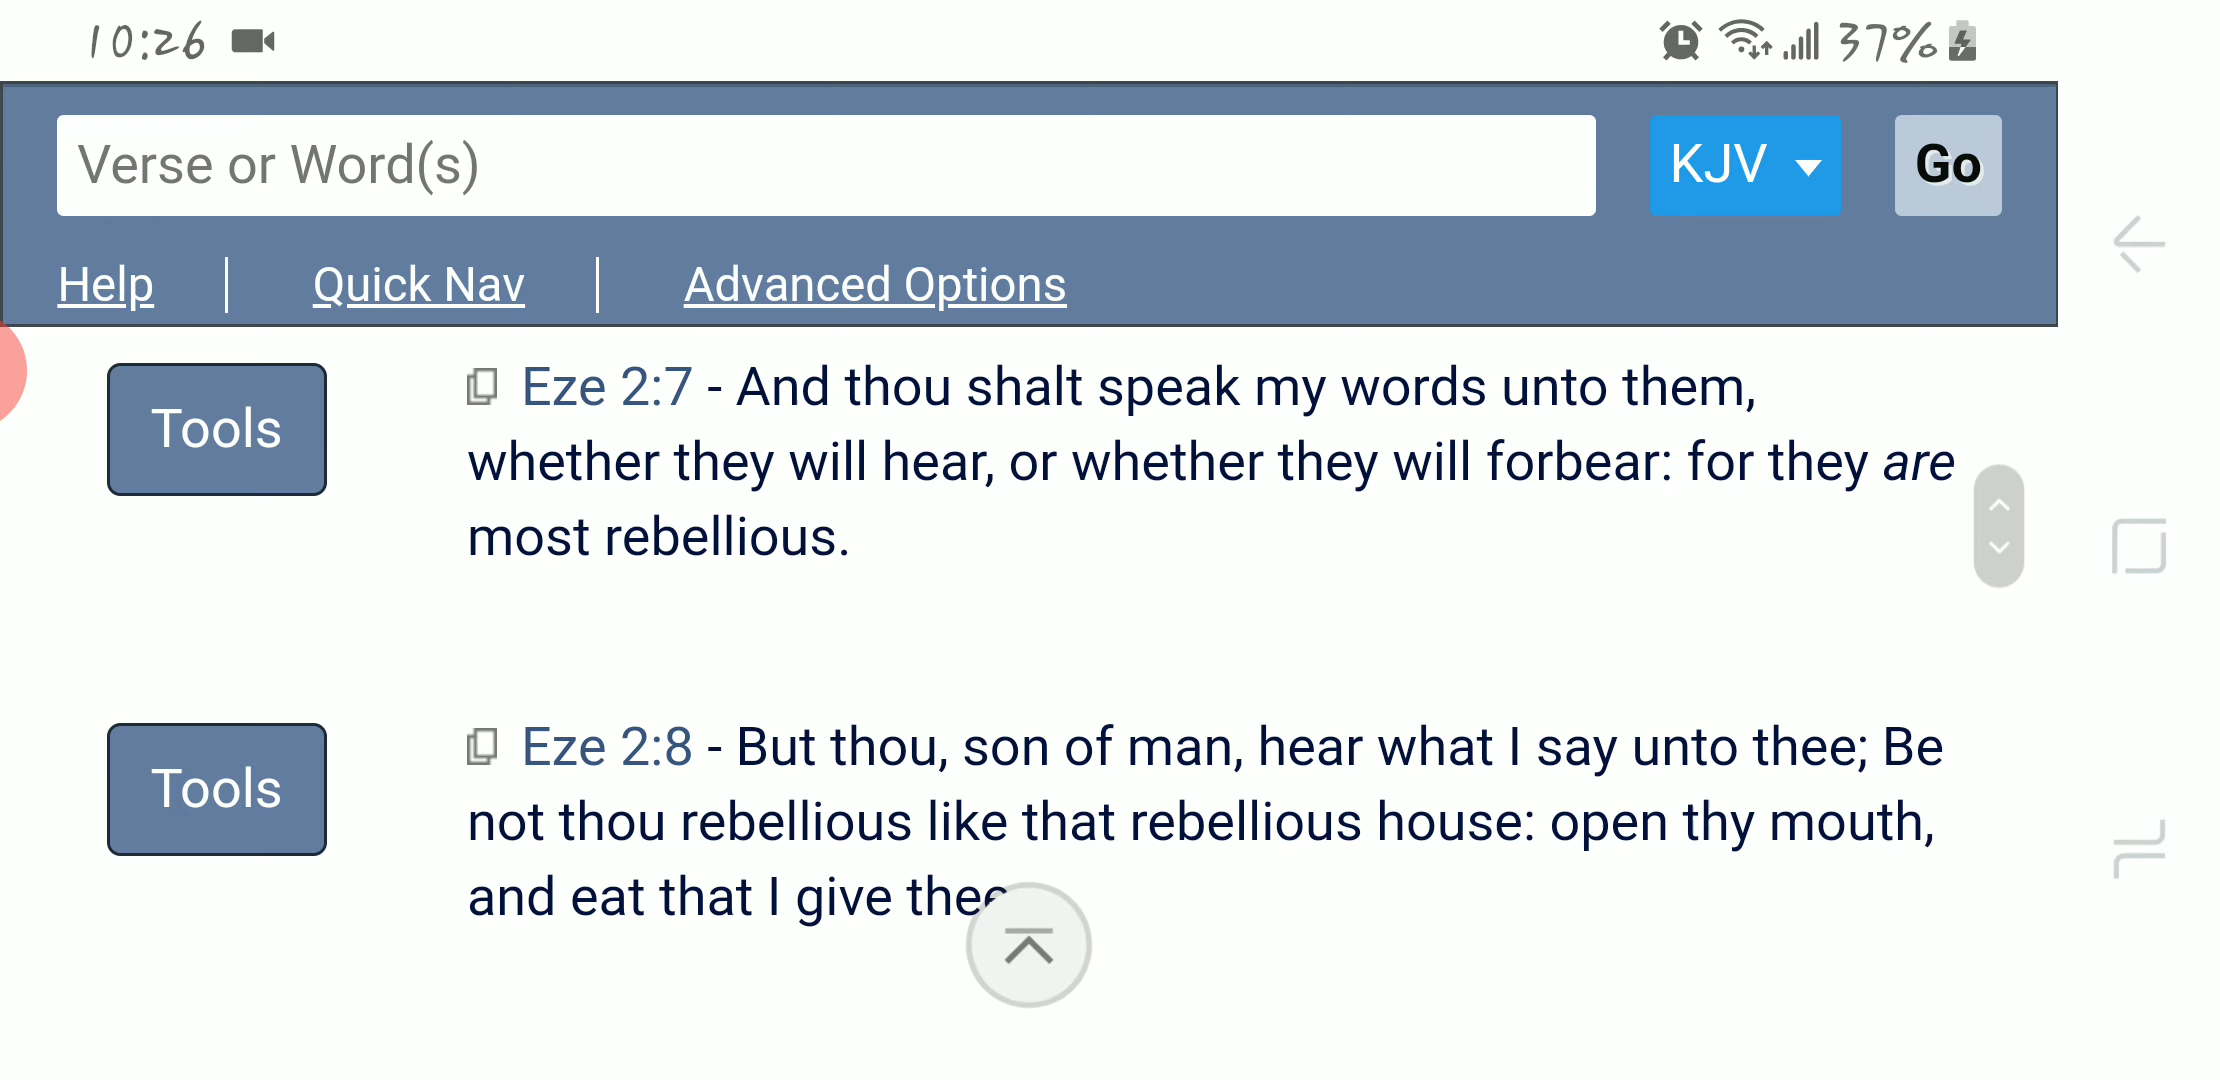 10:26 37%
Verse or Word(s) KJV Go
Help Quick Nav Advanced Options
Tools
Eze 2:7 - And thou shalt speak my words unto them,
whether they will hear, or whether they will forbear: for they are
most rebellious.
Tools
Eze 2:8 - But thou, son of man, hear what I say unto thee; Be
not thou rebellious like that rebellious house: open thy mouth,
and eat that I give thee